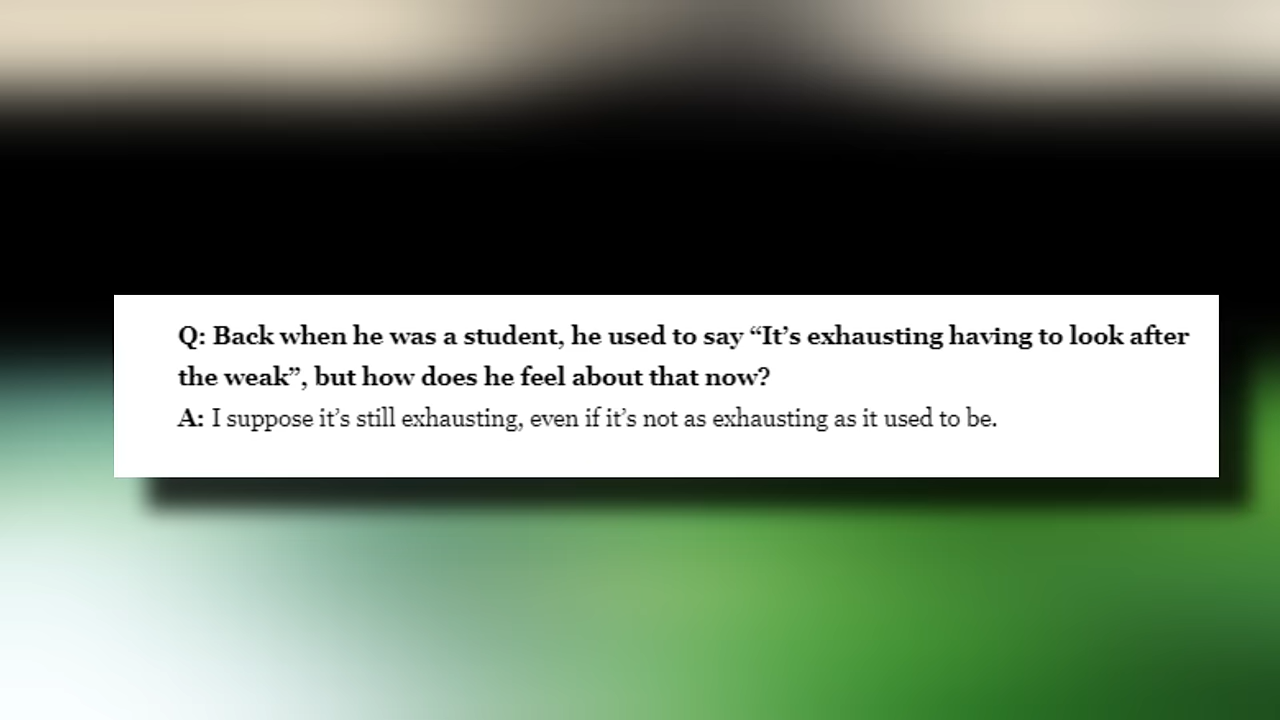 Q: Back when he was a student, he used to say “It’s exhausting having to look after
the weak”, but how does he feel about that now?
A: I suppose it’s still exhausting, even if it’s not as exhausting as it used to be.